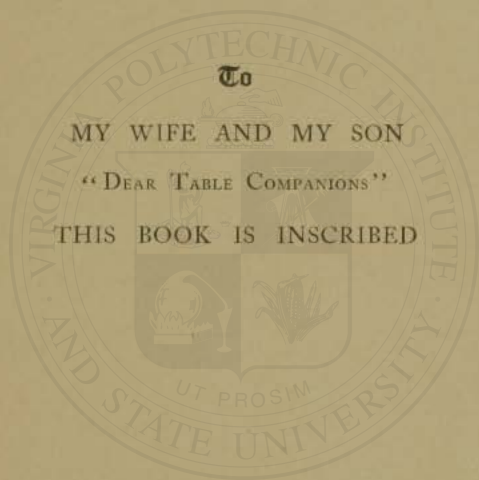 To
MY WIFE AND MY SON
“Dear Table Companions”
THIS BOOK IS INSCRIBED
VIRGINIA POLYTECHNIC INSTITUTE
AND STATE UNIVERSITY
UT PROSIM